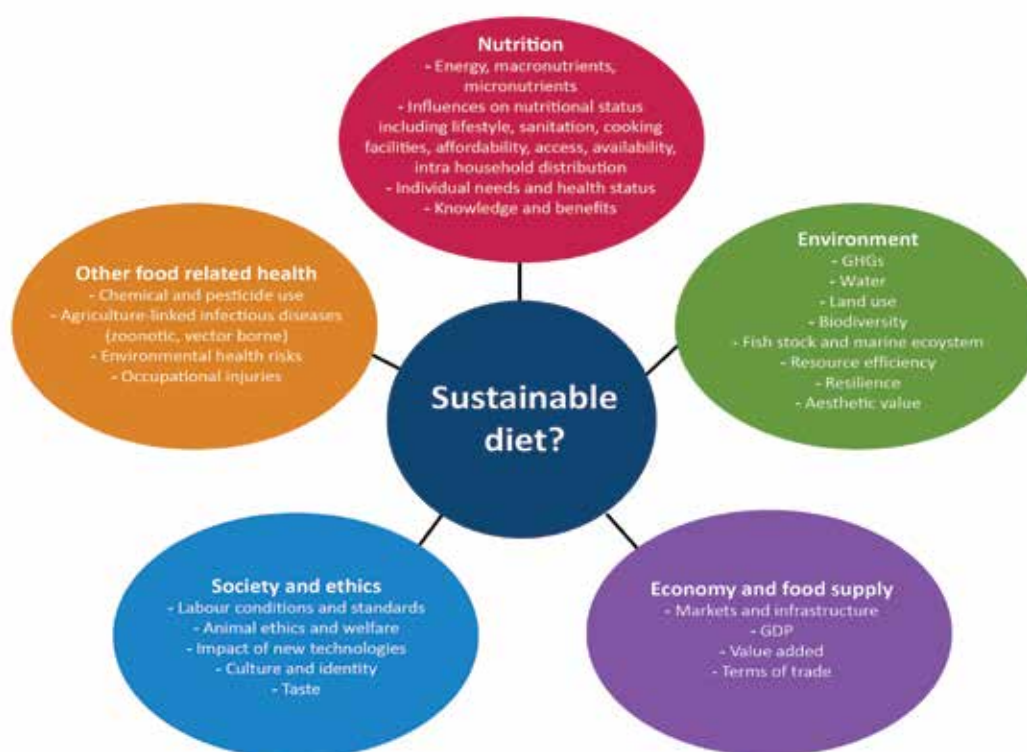 Nutrition
- Energy, macronutrients,
micronutrients
- Influences on nutritional status
including lifestyle, sanitation, cooking
facilities, affordability, access, availability,
intra household distribution
- Individual needs and health status
- Knowledge and benefits
Other food related health
- Chemical and pesticide use
- Agriculture-linked infectious diseases
(zoonotic, vector borne)
- Environmental health risks
- Occupational injuries
Environment
- GHGs
- Water
- Land use
- Biodiversity
- Fish stock and marine ecosystem
- Resource efficiency
- Resilience
- Aesthetic value
Sustainable
diet?
Society and ethics
- Labour conditions and standards
- Animal ethics and welfare
- Impact of new technologies
- Culture and identity
- Taste
Economy and food supply
- Markets and infrastructure
- GDP
- Value added
- Terms of trade